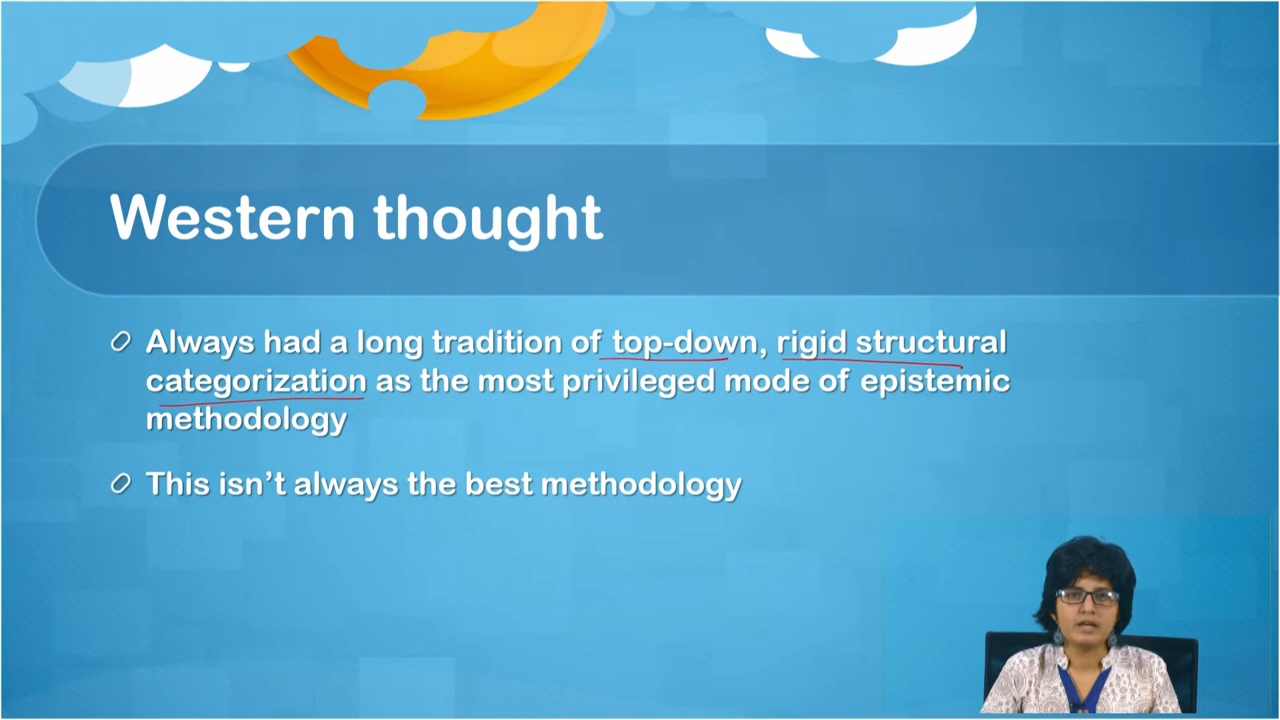 Western thought
Always had a long tradition of top-down, rigid structural
categorization as the most privileged mode of epistemic
methodology
This isn’t always the best methodology